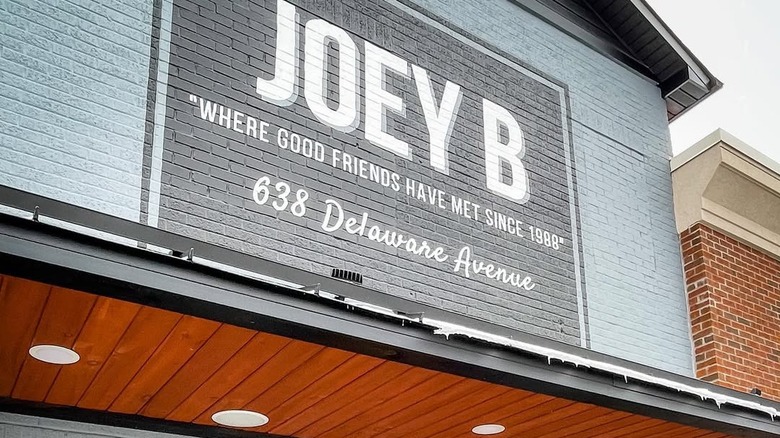 JOEY B
"WHERE GOOD FRIENDS HAVE MET SINCE 1988"
638 Delaware Avenue